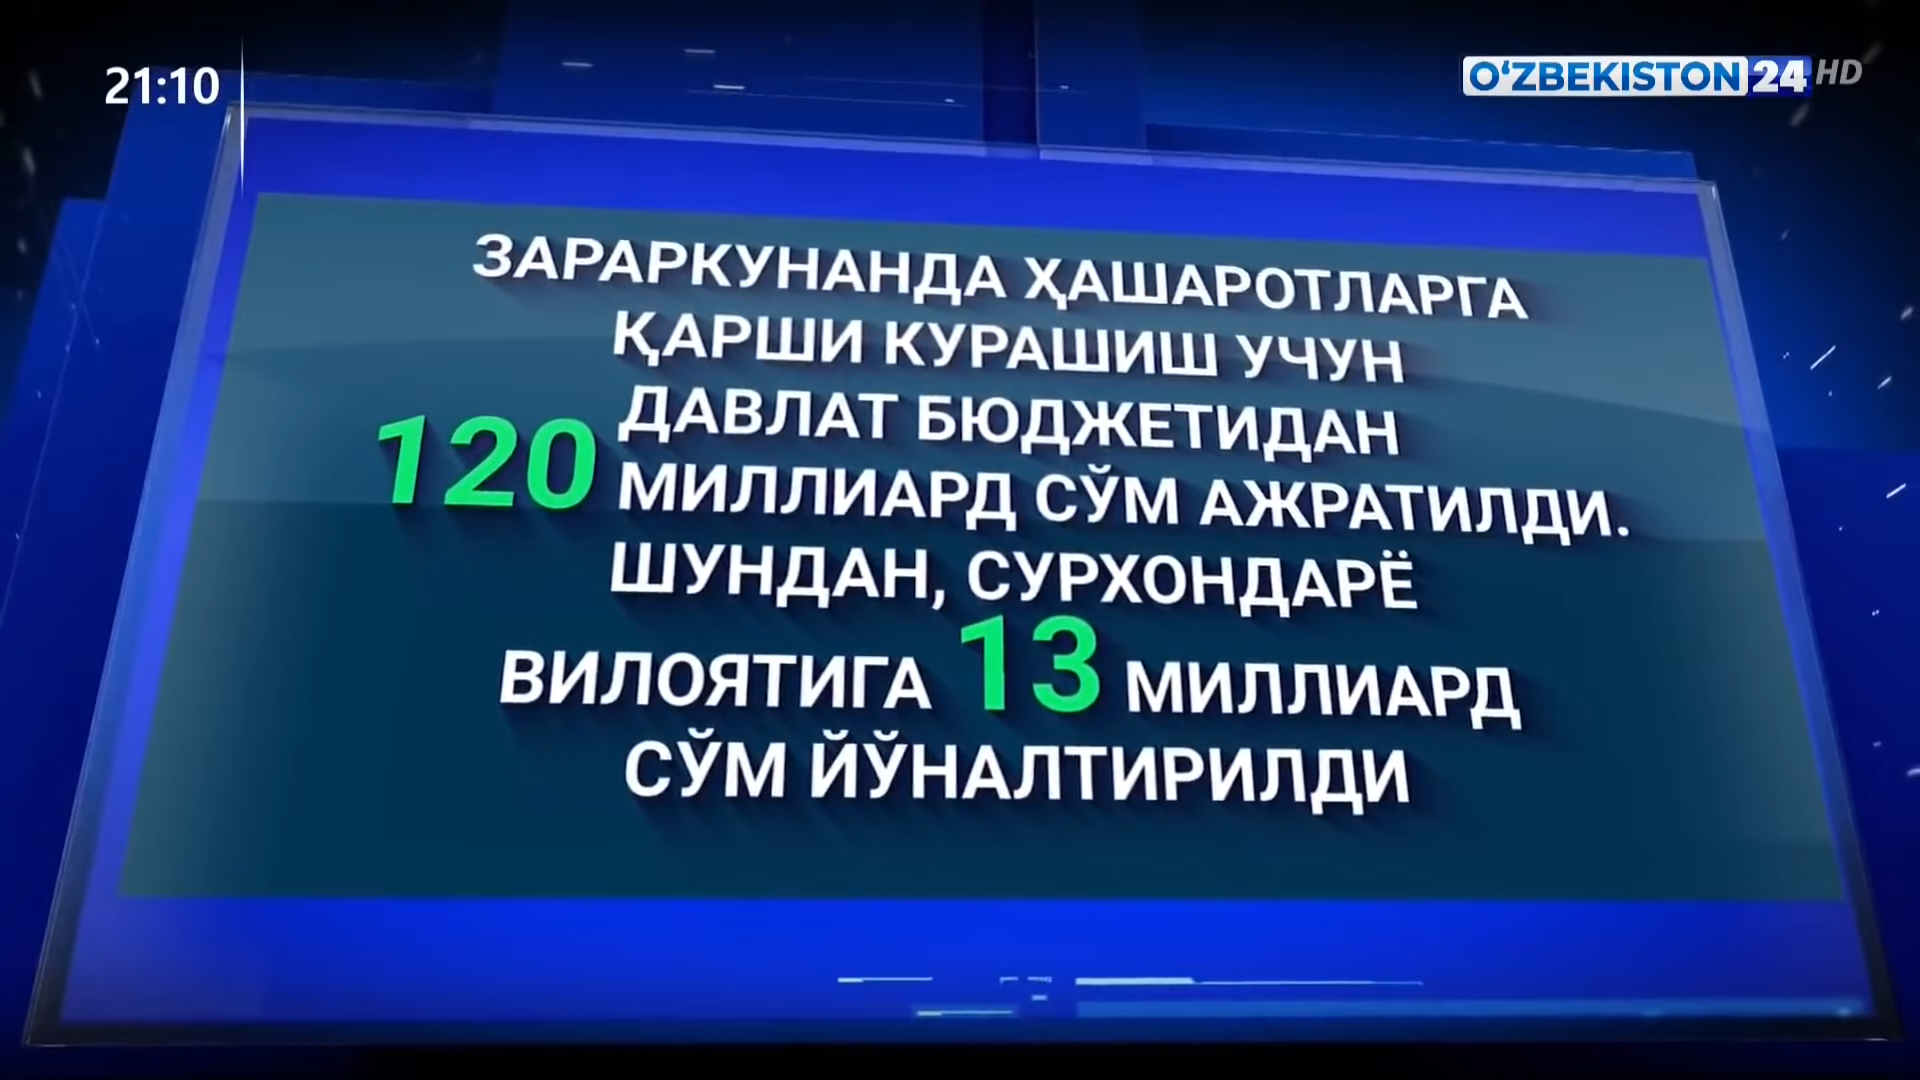 21:10
O‘ZBEKISTON 24 HD
ЗАРАРКУНАНДА ҲАШАРОТЛАРГА
ҚАРШИ КУРАШИШ УЧУН
ДАВЛАТ БЮДЖЕТИДАН
120 МИЛЛИАРД СЎМ АЖРАТИЛДИ.
ШУНДАН, СУРХОНДАРЁ
ВИЛОЯТИГА 13 МИЛЛИАРД
СЎМ ЙЎНАЛТИРИЛДИ